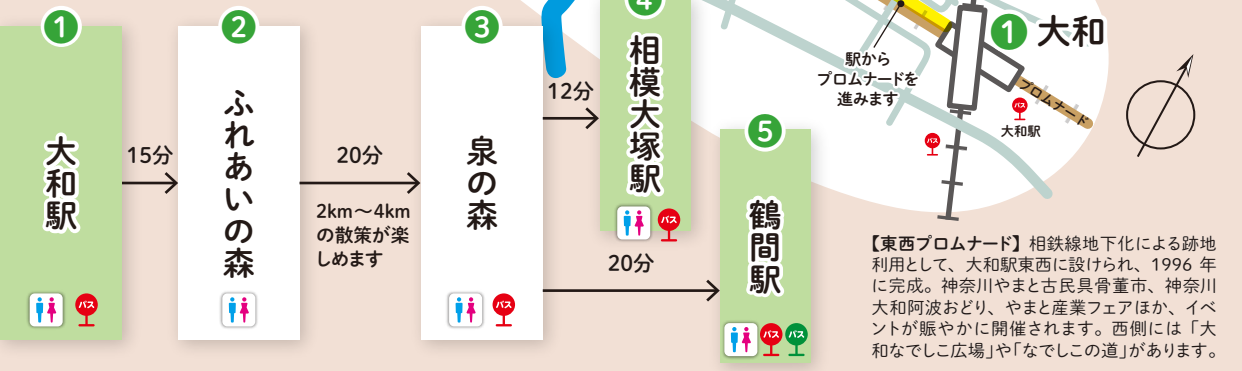 1
大和駅
バス
15分
2
ふれあいの森
20分
2km〜4km
の散策が楽
しめます
3
泉の森
バス
12分
4
相模大塚駅
バス
20分
5
鶴間駅
バス
バス
駅から
プロムナードを
進みます
1 大和
プロムナード
バス
大和駅
バス
【東西プロムナード】相鉄線地下化による跡地
利用として、大和駅東西に設けられ、1996 年
に完成。神奈川やまと古民具骨董市、神奈川
大和阿波おどり、やまと産業フェアほか、イベ
ントが賑やかに開催されます。西側には「大
和なでしこ広場」や「なでしこの道」があります。